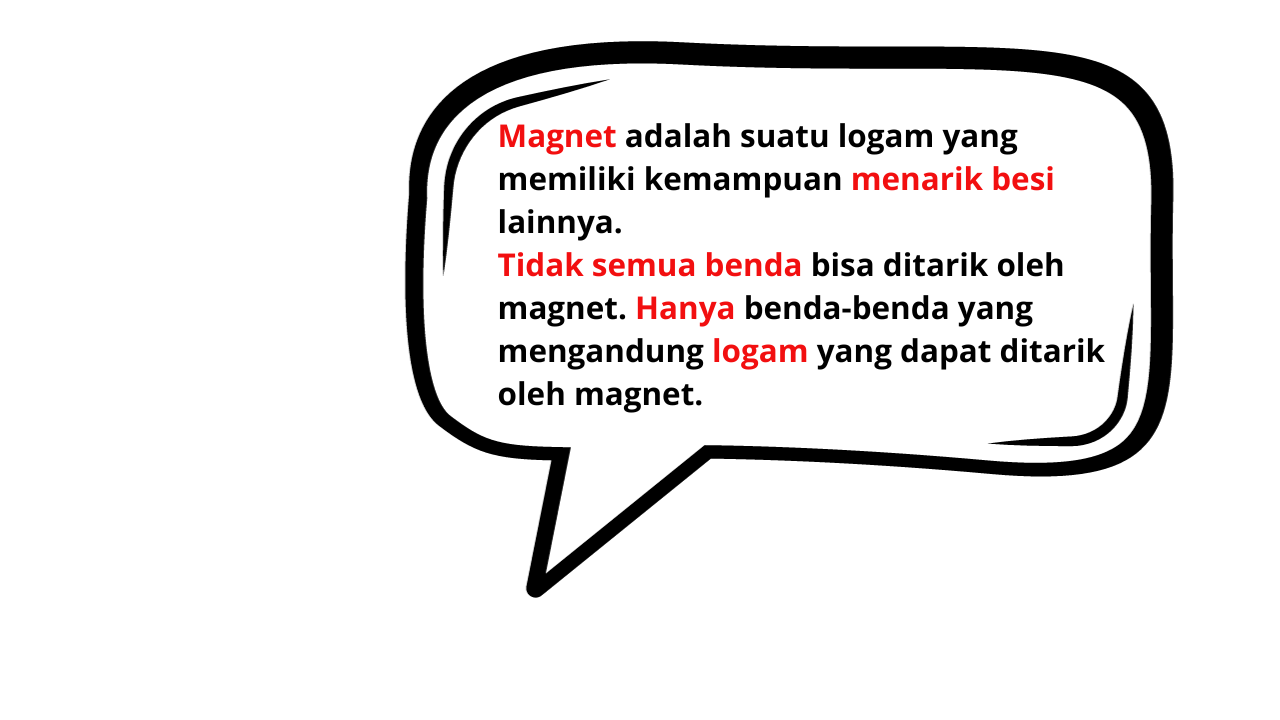 Magnet adalah suatu logam yang
memiliki kemampuan menarik besi
lainnya.
Tidak semua benda bisa ditarik oleh
magnet. Hanya benda-benda yang
mengandung logam yang dapat ditarik
oleh magnet.